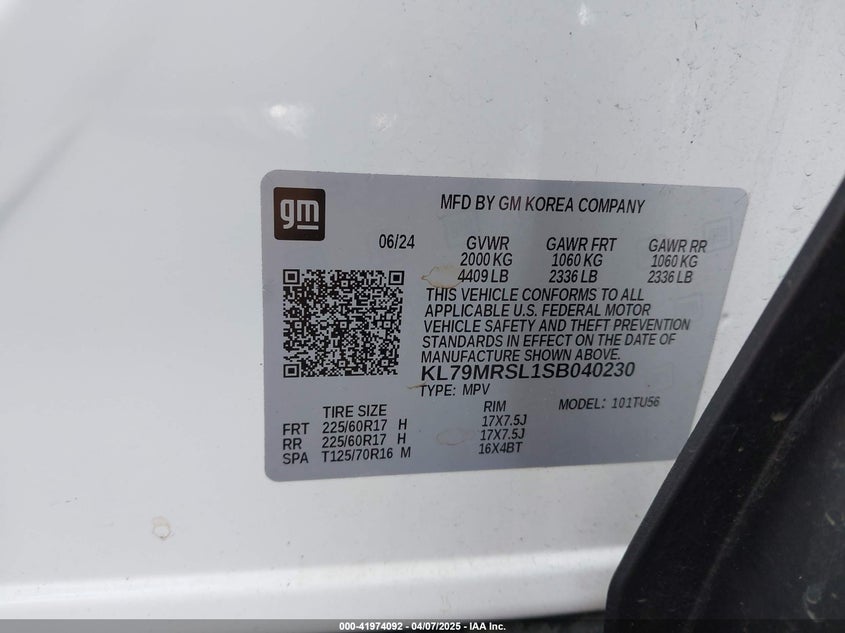 gm
MFD BY GM KOREA COMPANY
06/24 GVWR GAWR FRT GAWR RR
2000 KG 1060 KG 1060 KG
4409 LB 2336 LB 2336 LB
THIS VEHICLE CONFORMS TO ALL
APPLICABLE U.S. FEDERAL MOTOR
VEHICLE SAFETY AND THEFT PREVENTION
STANDARDS IN EFFECT ON THE DATE OF
MANUFACTURE SHOWN ABOVE.
KL79MRSL1SB040230
TYPE: MPV
TIRE SIZE RIM MODEL: 101TU56
FRT 225/60R17 H 17X7.5J
RR 225/60R17 H 17X7.5J
SPA T125/70R16 M 16X4BT
000-41974092 - 04/07/2025 - IAA Inc.